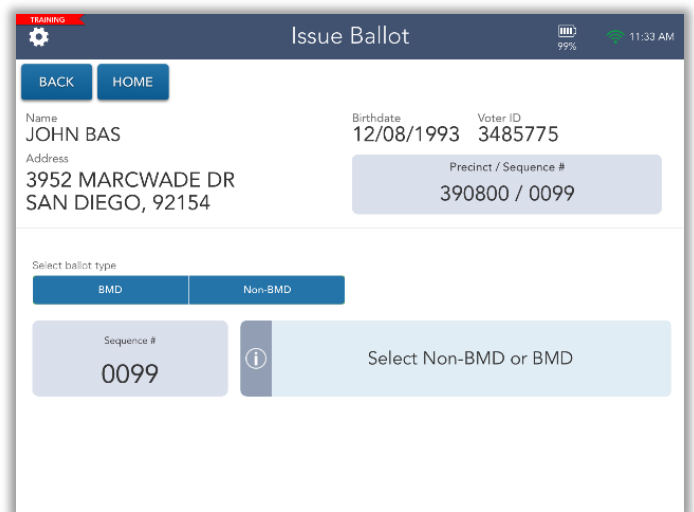 TRAINING
Issue Ballot
99%
11:33 AM
BACK
HOME
Name
JOHN BAS
Birthdate
12/08/1993
Voter ID
3485775
Address
3952 MARCWADE DR
SAN DIEGO, 92154
Precinct / Sequence #
390800 / 0099
Select ballot type
BMD
Non-BMD
Sequence #
0099
Select Non-BMD or BMD